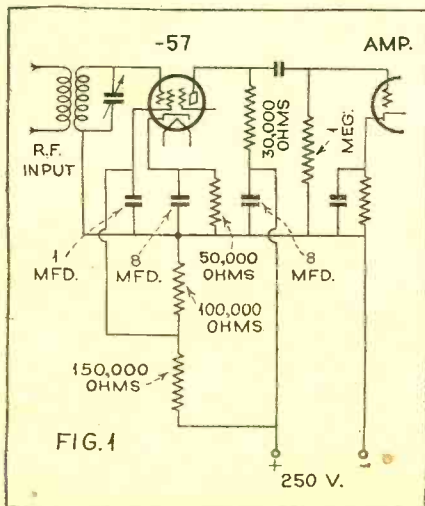 -57
AMP.
R.F.
INPUT
30,000
OHMS
1
MEG.
1
MFD.
8
MFD.
50,000
OHMS
8
MFD.
100,000
OHMS
150,000
OHMS
FIG.1
+
-
250 V.